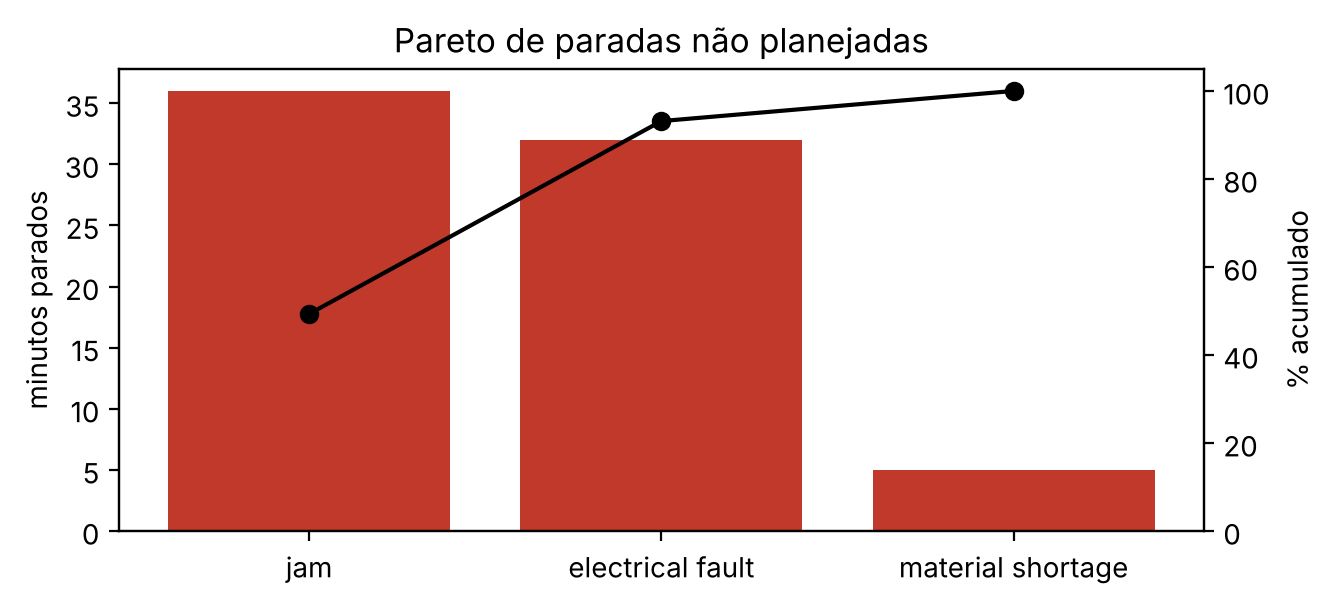 Pareto de paradas não planejadas
minutos parados
35
30
25
20
15
10
5
0
100
80
60
40
20
0
% acumulado
jam
electrical fault
material shortage